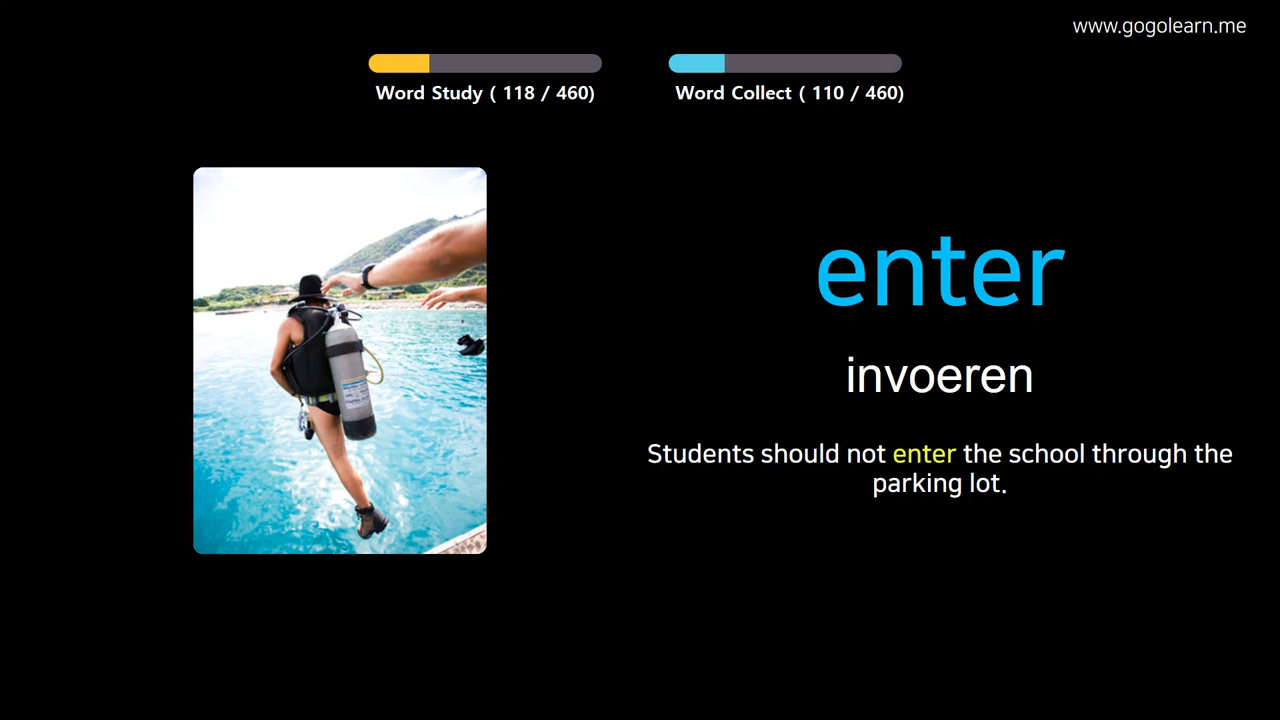 www.gogolearn.me
Word Study ( 118 / 460)
Word Collect ( 110 / 460)
enter
invoeren
Students should not enter the school through the
parking lot.